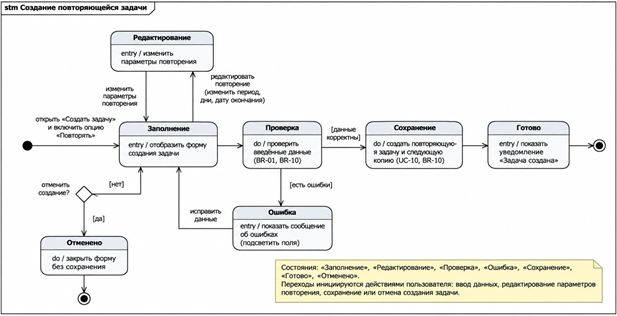 stm Создание повторяющейся задачи
Редактирование
entry / изменить
параметры повторения
изменить
параметры
повторения
редактировать
повторение
(изменить период,
дни, дату окончания)
открыть «Создать задачу»
и включить опцию
«Повторять»
Заполнение
entry / отобразить форму
создания задачи
Проверка
do / проверить
введённые данные
(BR-01, BR-10)
[данные
корректны]
Сохранение
do / создать повторяющую-
ся задачу и следующую
копию (UC-10, BR-10)
Готово
entry / показать
уведомление
«Задача создана»
отменить
создание?
[нет]
[да]
исправить
данные
[есть ошибки]
Ошибка
entry / показать сообщение
об ошибках
(подсветить поля)
Отменено
do / закрыть форму
без сохранения
Состояния: «Заполнение», «Редактирование», «Проверка», «Ошибка», «Сохранение»,
«Готово», «Отменено».
Переходы инициируются действиями пользователя: ввод данных, редактирование параметров
повторения, сохранение или отмена создания задачи.